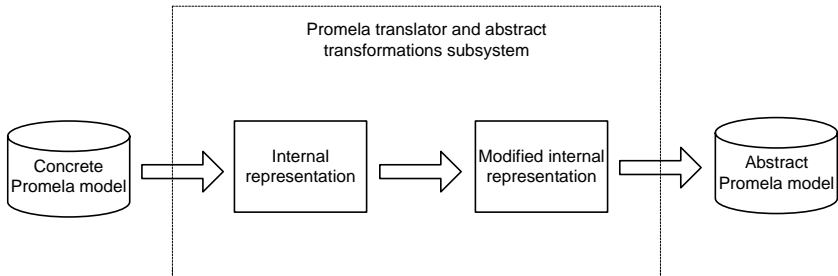 Promela translator and abstract
transformations subsystem
Concrete
Promela model
Internal
representation
Modified internal
representation
Abstract
Promela model